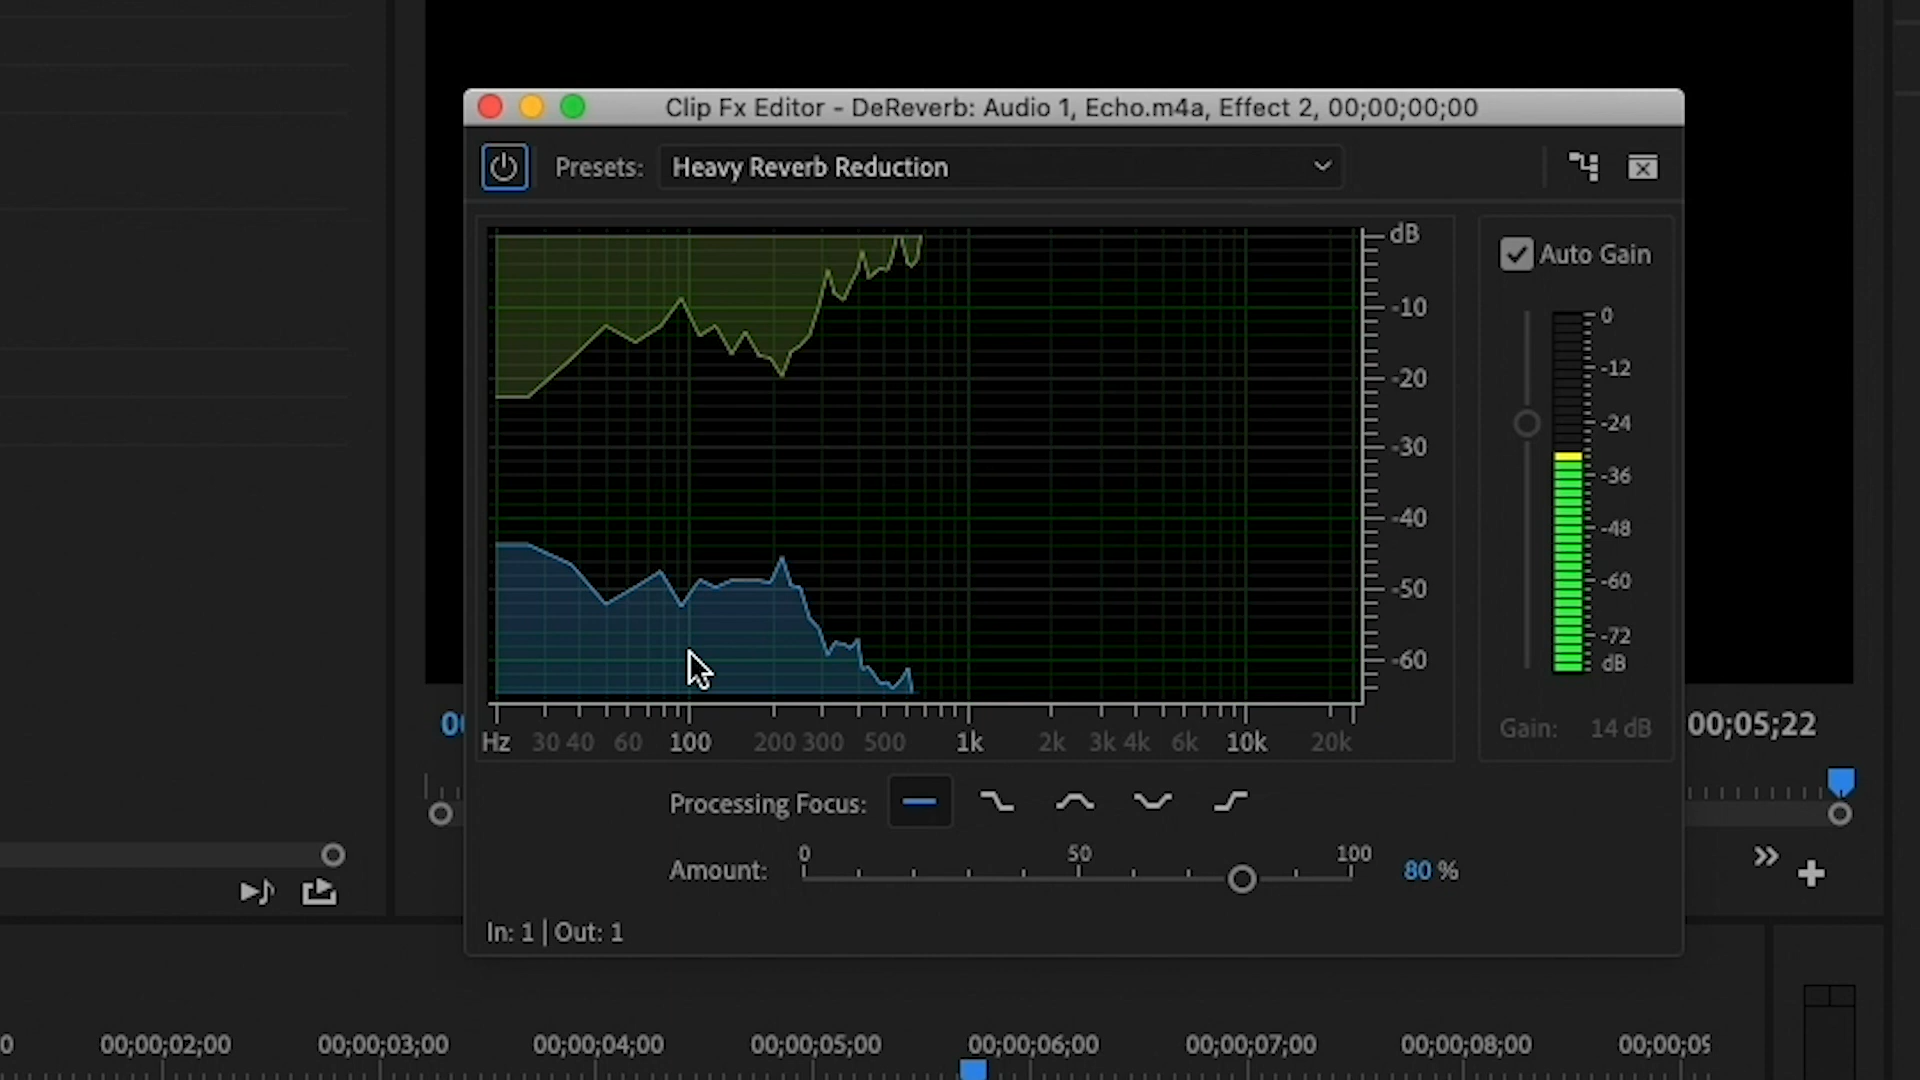 Clip Fx Editor - DeReverb: Audio 1, Echo.m4a, Effect 2, 00;00;00;00
Presets: Heavy Reverb Reduction
dB
-10
-20
-30
-40
-50
-60
Hz 30 40 60 100 200 300 500 1k 2k 3k 4k 6k 10k 20k
Auto Gain
0
-12
-24
-36
-48
-60
-72
dB
Gain: 14 dB
00;05;22
Processing Focus:
0 50 100
Amount: 80 %
In: 1 | Out: 1
00;00;02;00 00;00;03;00 00;00;04;00 00;00;05;00 00;00;06;00 00;00;07;00 00;00;08;00